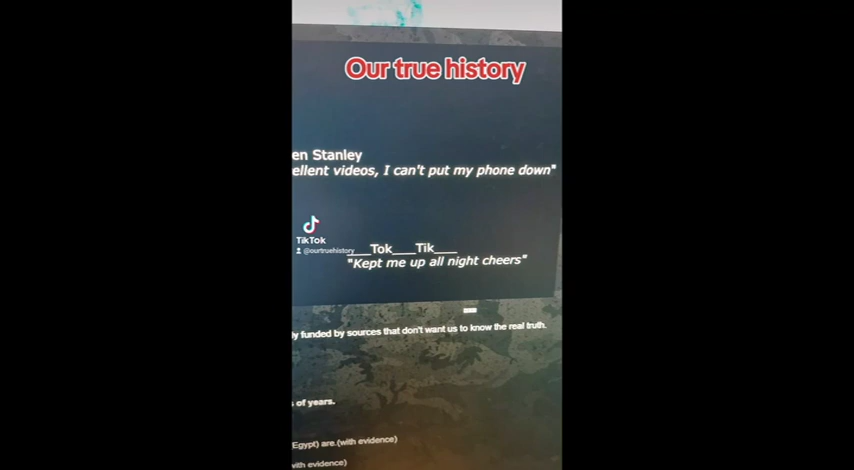 Our true history
en Stanley
ellent videos, I can't put my phone down"
TikTok
@ourtruehistory
___Tok___Tik___
"Kept me up all night cheers"
y funded by sources that don't want us to know the real truth.
of years.
Egypt) are (with evidence)
with evidence)